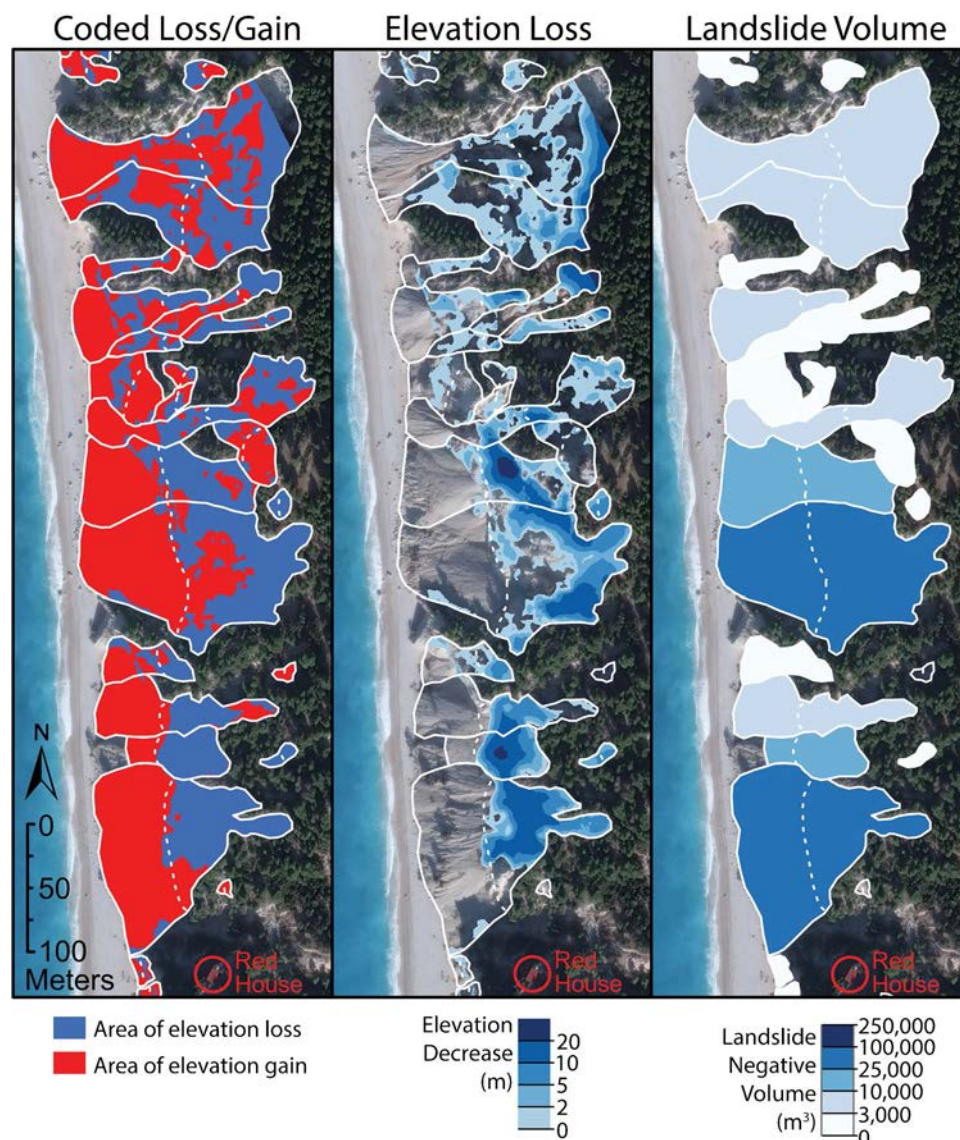 Coded Loss/Gain
Elevation Loss
Landslide Volume
N
0
50
100
Meters
Red
House
Red
House
Red
House
Area of elevation loss
Area of elevation gain
Elevation
Decrease
(m)
20
10
5
2
0
Landslide
Negative
Volume
(m³)
250,000
100,000
25,000
10,000
3,000
0